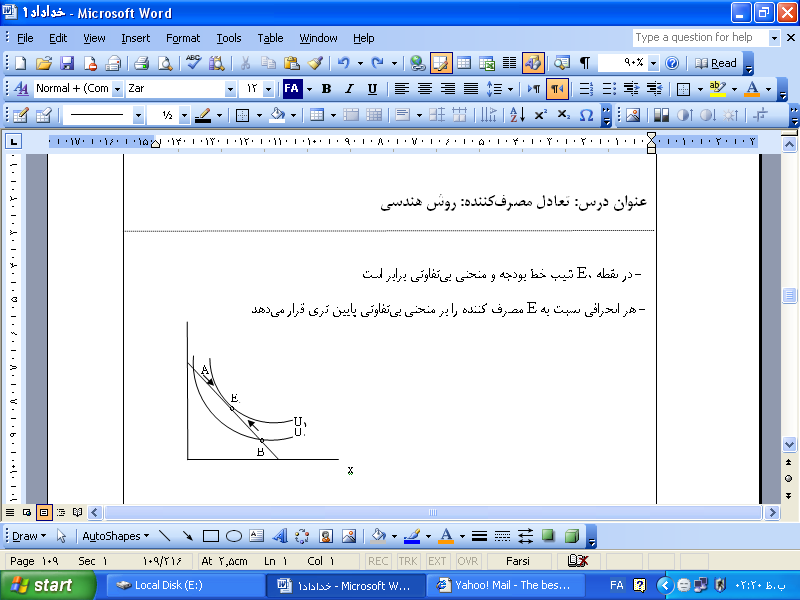 خداداد۱ - Microsoft Word
File Edit View Insert Format Tools Table Window Help
Type a question for help
۹۰% Read
Normal + (Com Zar ۱۲ FA B I U
½
عنوان درس: تعادل مصرف‌کننده: روش هندسی
- در نقطه E، شیب خط بودجه و منحنی بی‌تفاوتی برابر است
- هر انحرافی نسبت به E مصرف کننده را بر منحنی بی‌تفاوتی پایین تری قرار می‌دهد
A
E
U۱
U۰
B
x
Draw AutoShapes
Page ۱۰۹ Sec ۱ ۱۰۹/۲۱۶ At ۲٫۵cm Ln ۱ Col ۱ REC TRK EXT OVR Farsi
start Local Disk (E:) خداداد۱ - Microsoft W... Yahoo! Mail - The bes... FA ۰۲:۲۰ ب.ظ